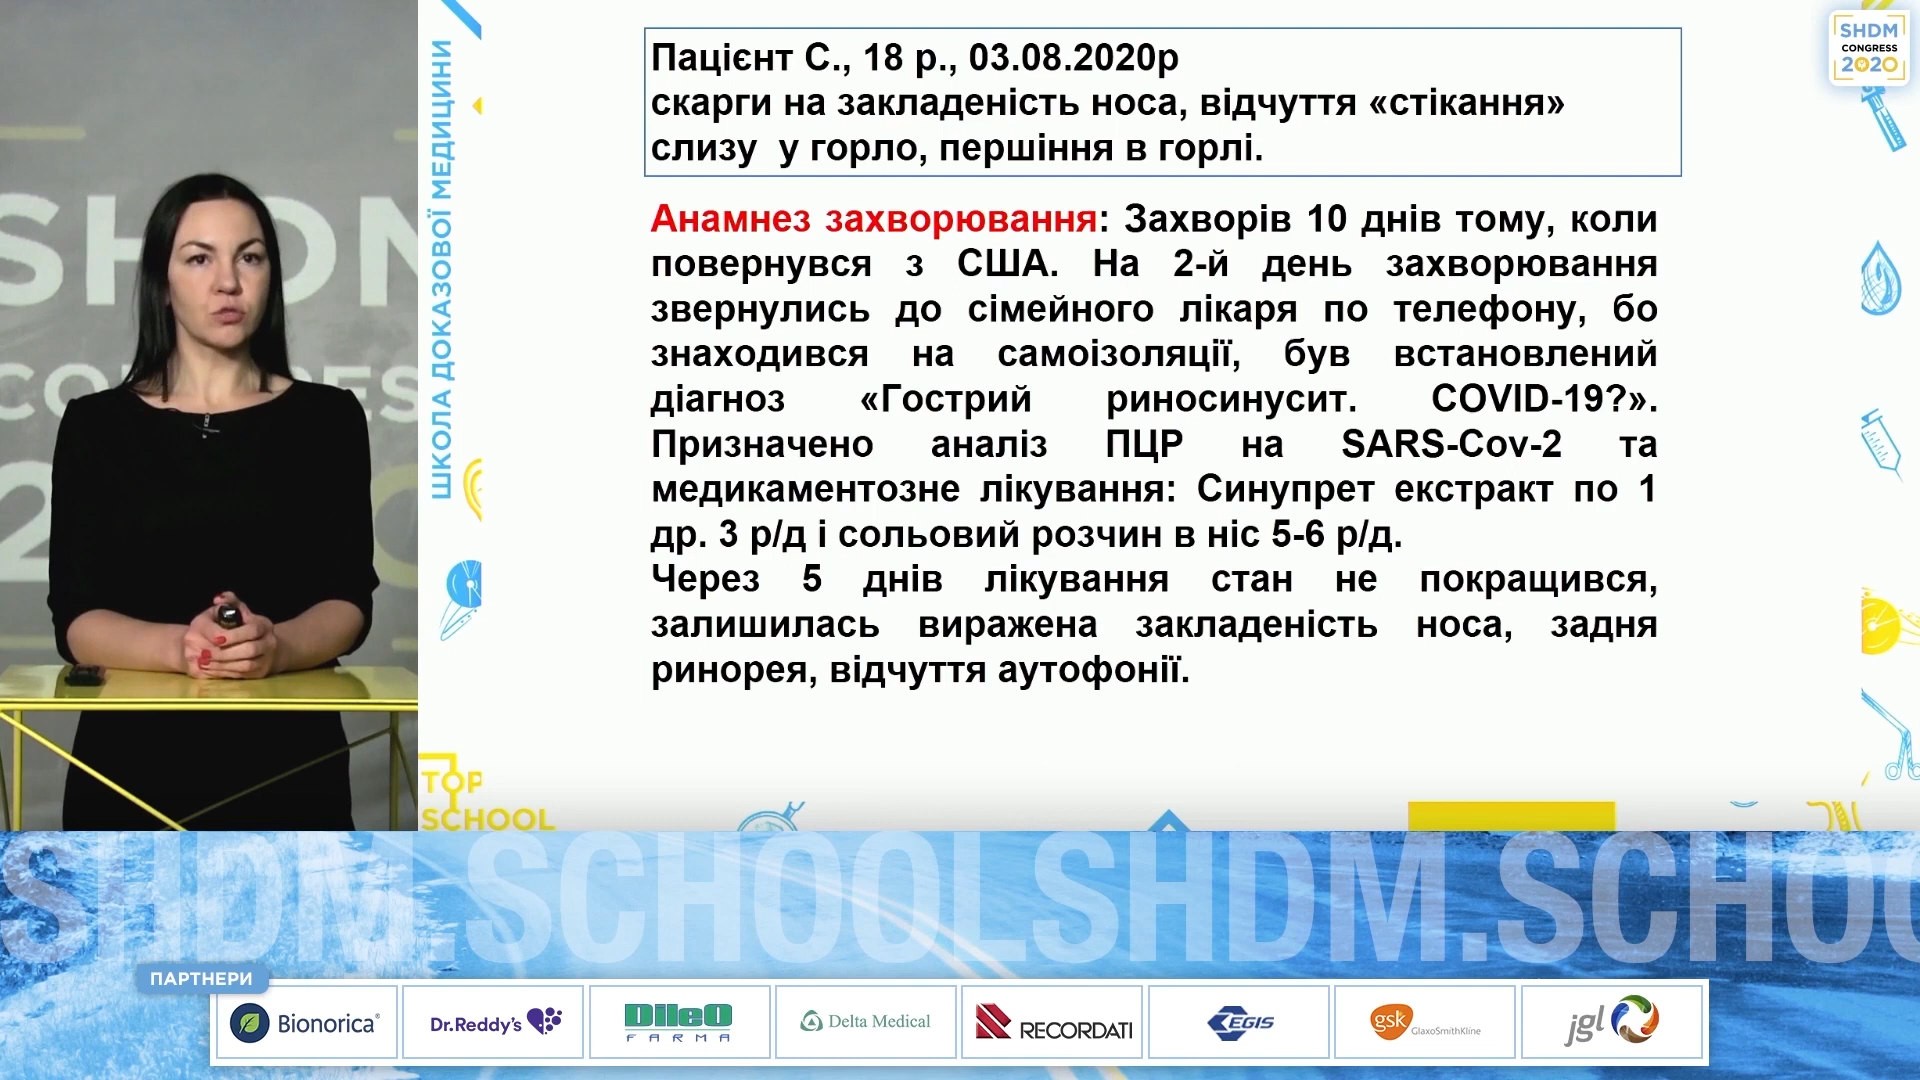 SHDM
CONGRESS
2020
ШКОЛА ДОКАЗОВОЇ МЕДИЦИНИ
Пацієнт С., 18 р., 03.08.2020р
скарги на закладеність носа, відчуття «стікання»
слизу у горло, першіння в горлі.
Анамнез захворювання: Захворів 10 днів тому, коли
повернувся з США. На 2-й день захворювання
звернулись до сімейного лікаря по телефону, бо
знаходився на самоізоляції, був встановлений
діагноз «Гострий риносинусит. COVID-19?».
Призначено аналіз ПЦР на SARS-Cov-2 та
медикаментозне лікування: Синупрет екстракт по 1
др. 3 р/д і сольовий розчин в ніс 5-6 р/д.
Через 5 днів лікування стан не покращився,
залишилась виражена закладеність носа, задня
ринорея, відчуття аутофонії.
TOP
SCHOOL
SHDM.SCHOOLSHDM.SCHOO
ПАРТНЕРИ
Bionorica®
Dr.Reddy's
DileO
FARMA
Delta Medical
RECORDATI
EGIS
gsk GlaxoSmithKline
jgl